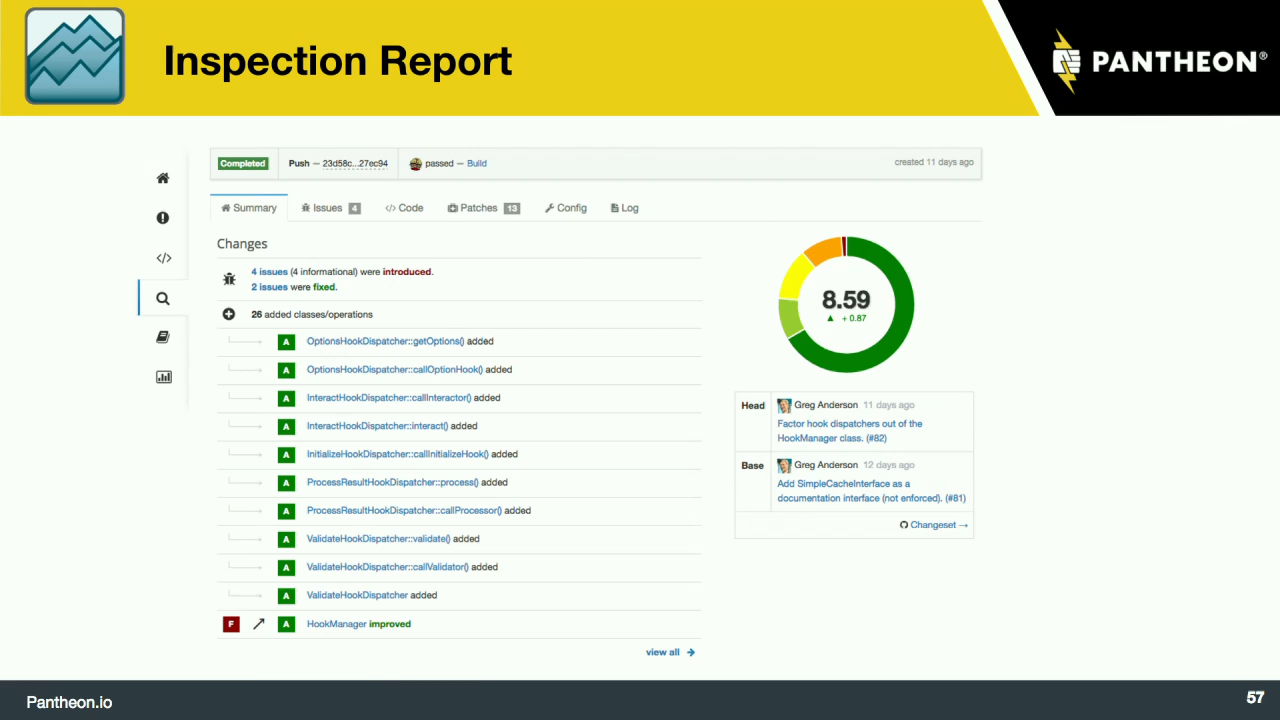 Inspection Report
PANTHEON®
Completed Push — 23d58c...27ec94 passed — Build created 11 days ago
Summary Issues 4 </> Code Patches 13 Config Log
Changes
4 issues (4 informational) were introduced.
2 issues were fixed.
26 added classes/operations
A OptionsHookDispatcher::getOptions() added
A OptionsHookDispatcher::callOptionHook() added
A InteractHookDispatcher::callInteractor() added
A InteractHookDispatcher::interact() added
A InitializeHookDispatcher::callInitializeHook() added
A ProcessResultHookDispatcher::process() added
A ProcessResultHookDispatcher::callProcessor() added
A ValidateHookDispatcher::validate() added
A ValidateHookDispatcher::callValidator() added
A ValidateHookDispatcher added
F A HookManager improved
view all →
8.59
▲ + 0.87
Head Greg Anderson 11 days ago
Factor hook dispatchers out of the
HookManager class. (#82)
Base Greg Anderson 12 days ago
Add SimpleCacheInterface as a
documentation interface (not enforced). (#81)
Changeset →
Pantheon.io
57